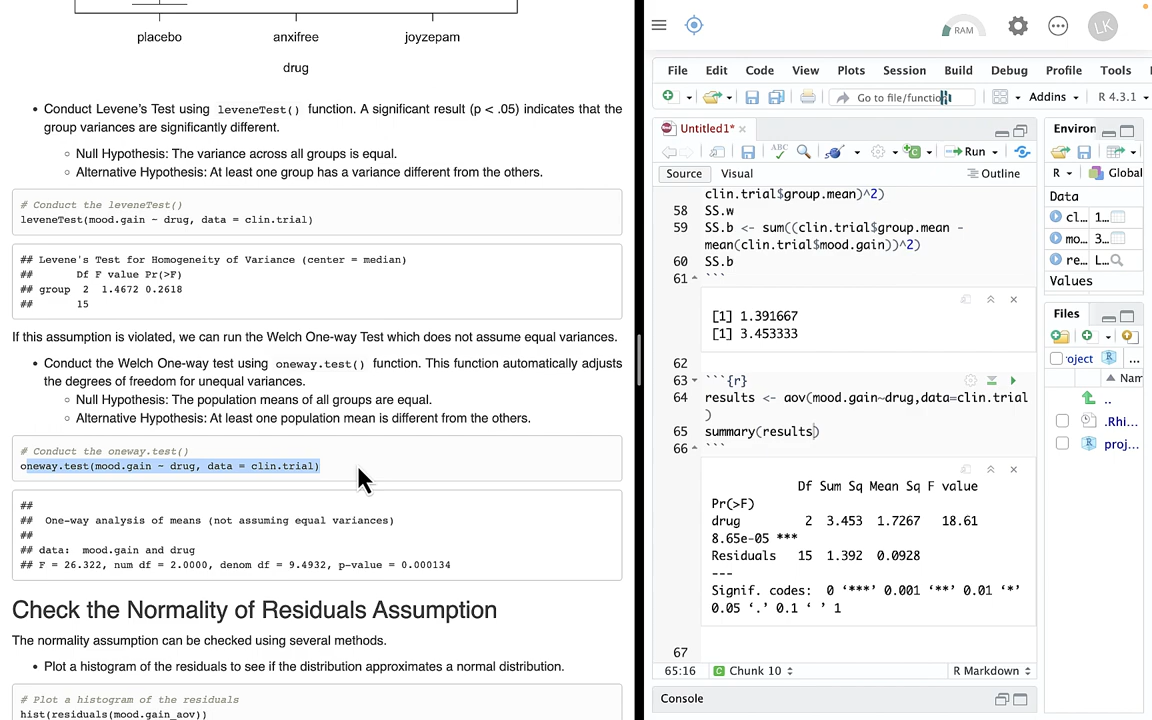 placebo anxifree joyzepam
drug
• Conduct Levene's Test using leveneTest() function. A significant result (p < .05) indicates that the
group variances are significantly different.
◦ Null Hypothesis: The variance across all groups is equal.
◦ Alternative Hypothesis: At least one group has a variance different from the others.
# Conduct the leveneTest()
leveneTest(mood.gain ~ drug, data = clin.trial)
## Levene's Test for Homogeneity of Variance (center = median)
##       Df F value Pr(>F)
## group  2  1.4672 0.2618
##       15
If this assumption is violated, we can run the Welch One-way Test which does not assume equal variances.
• Conduct the Welch One-way test using oneway.test() function. This function automatically adjusts
the degrees of freedom for unequal variances.
◦ Null Hypothesis: The population means of all groups are equal.
◦ Alternative Hypothesis: At least one population mean is different from the others.
# Conduct the oneway.test()
oneway.test(mood.gain ~ drug, data = clin.trial)
##
##  One-way analysis of means (not assuming equal variances)
##
## data:  mood.gain and drug
## F = 26.322, num df = 2.0000, denom df = 9.4932, p-value = 0.000134
Check the Normality of Residuals Assumption
The normality assumption can be checked using several methods.
• Plot a histogram of the residuals to see if the distribution approximates a normal distribution.
# Plot a histogram of the residuals
hist(residuals(mood.gain_aov))
RAM LK
File Edit Code View Plots Session Build Debug Profile Tools
Go to file/function Addins R 4.3.1
Untitled1*
ABC Run
Source Visual Outline
clin.trial$group.mean)^2)
58 SS.w
59 SS.b <- sum((clin.trial$group.mean -
mean(clin.trial$mood.gain))^2)
60 SS.b
61 ```
[1] 1.391667
[1] 3.453333
62
63 ```{r}
64 results <- aov(mood.gain~drug,data=clin.trial
)
65 summary(results)
66 ```
Df Sum Sq Mean Sq F value
Pr(>F)
drug         2  3.453  1.7267   18.61
8.65e-05 ***
Residuals   15  1.392  0.0928
---
Signif. codes:  0 ‘***’ 0.001 ‘**’ 0.01 ‘*’
0.05 ‘.’ 0.1 ‘ ’ 1
67
65:16 Chunk 10 R Markdown
Console
Environ
R Global
Data
cl... 1...
mo... 3...
re... L...
Values
Files
roject ...
Nam
..
.Rhi...
proj...